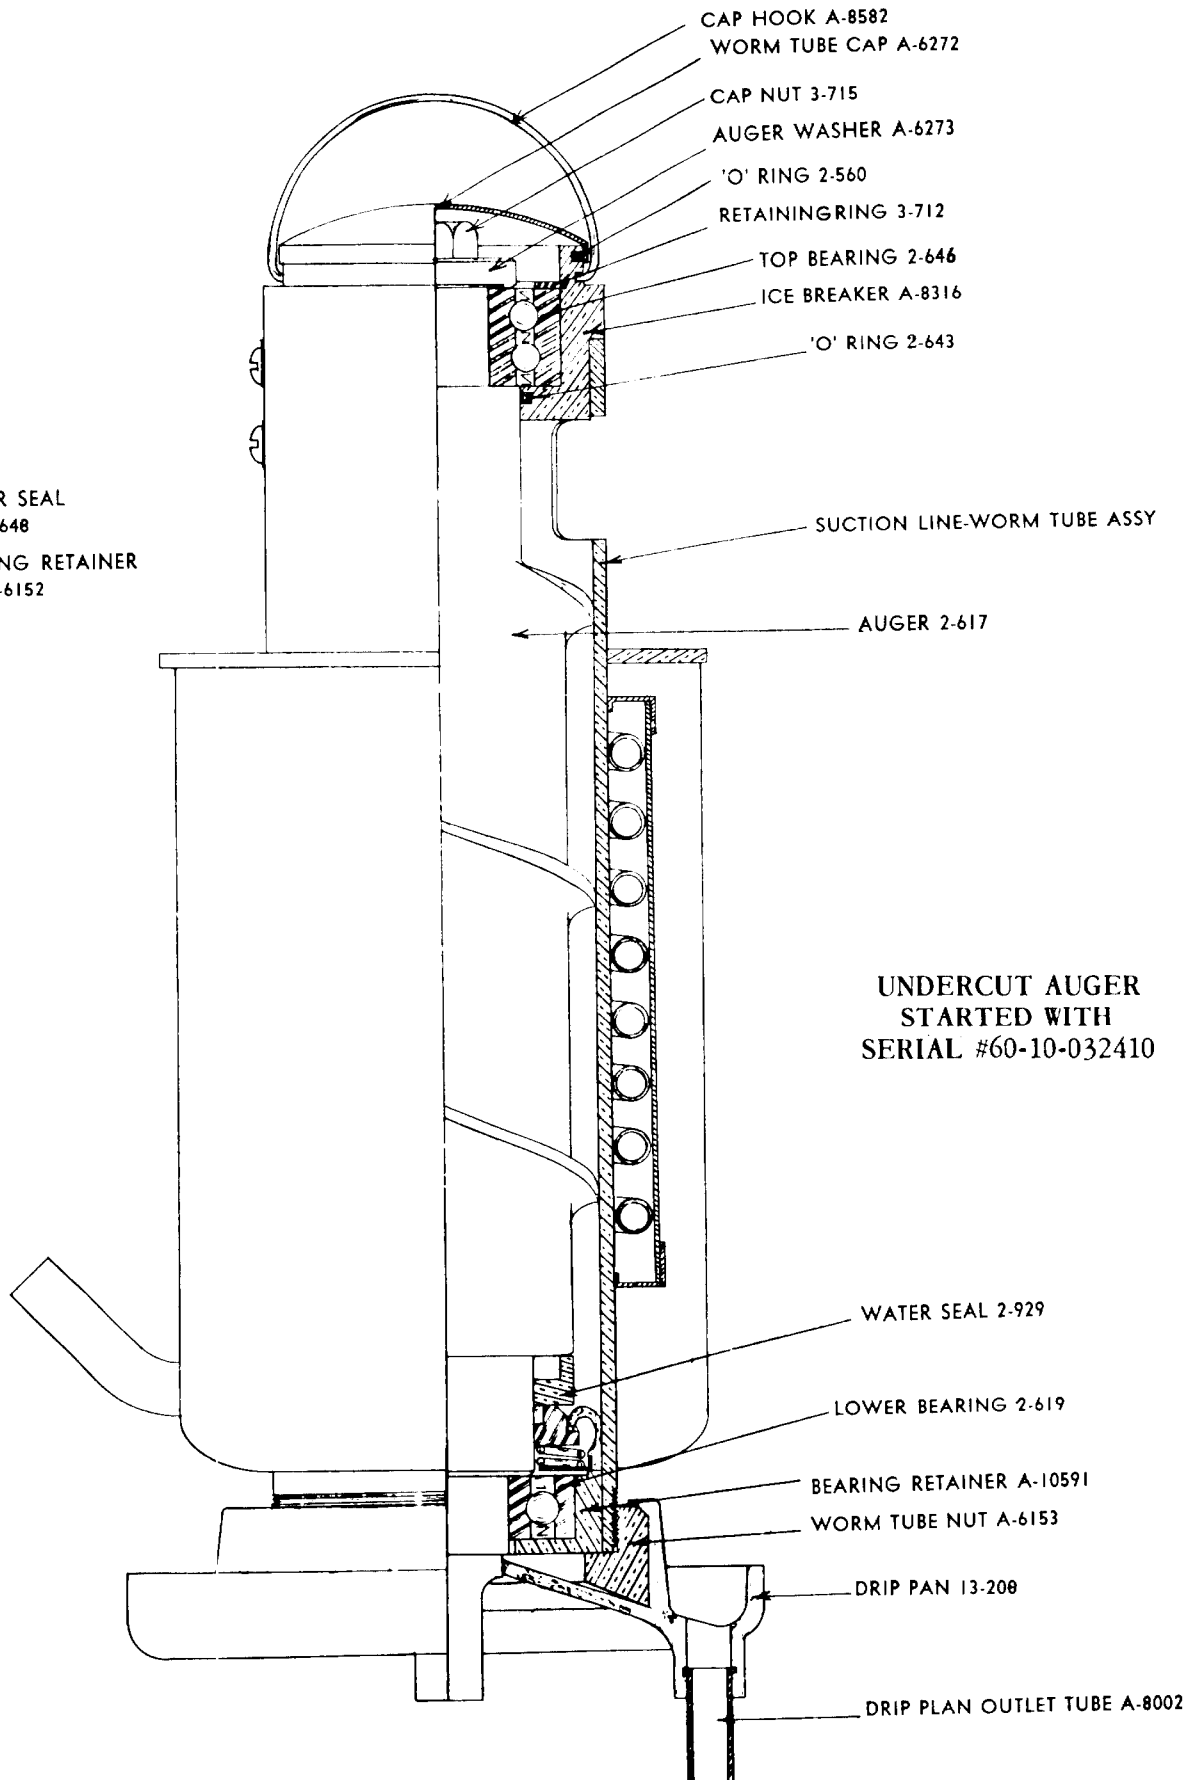 CAP HOOK A-8582
WORM TUBE CAP A-6272
CAP NUT 3-715
AUGER WASHER A-6273
'O' RING 2-560
RETAININGRING 3-712
TOP BEARING 2-646
ICE BREAKER A-8316
'O' RING 2-643
R SEAL
648
NG RETAINER
-6152
SUCTION LINE-WORM TUBE ASSY
AUGER 2-617
UNDERCUT AUGER
STARTED WITH
SERIAL #60-10-032410
WATER SEAL 2-929
LOWER BEARING 2-619
BEARING RETAINER A-10591
WORM TUBE NUT A-6153
DRIP PAN 13-208
DRIP PLAN OUTLET TUBE A-8002